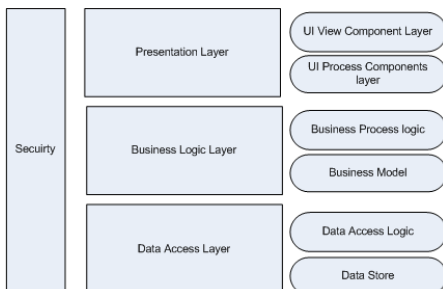 Presentation Layer
UI View Component Layer
UI Process Components
layer
Secuirty
Business Logic Layer
Business Process logic
Business Model
Data Access Layer
Data Access Logic
Data Store